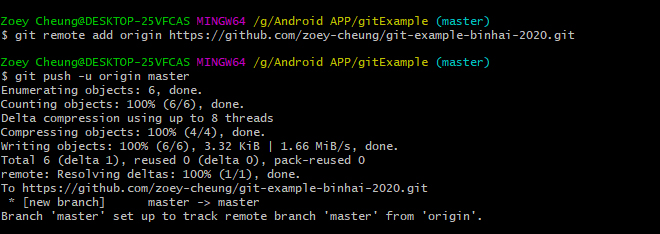 Zoey Cheung@DESKTOP-25VFCAS MINGW64 /g/Android APP/gitExample (master)
$ git remote add origin https://github.com/zoey-cheung/git-example-binhai-2020.git
Zoey Cheung@DESKTOP-25VFCAS MINGW64 /g/Android APP/gitExample (master)
$ git push -u origin master
Enumerating objects: 6, done.
Counting objects: 100% (6/6), done.
Delta compression using up to 8 threads
Compressing objects: 100% (4/4), done.
Writing objects: 100% (6/6), 3.32 KiB | 1.66 MiB/s, done.
Total 6 (delta 1), reused 0 (delta 0), pack-reused 0
remote: Resolving deltas: 100% (1/1), done.
To https://github.com/zoey-cheung/git-example-binhai-2020.git
 * [new branch]      master -> master
Branch 'master' set up to track remote branch 'master' from 'origin'.